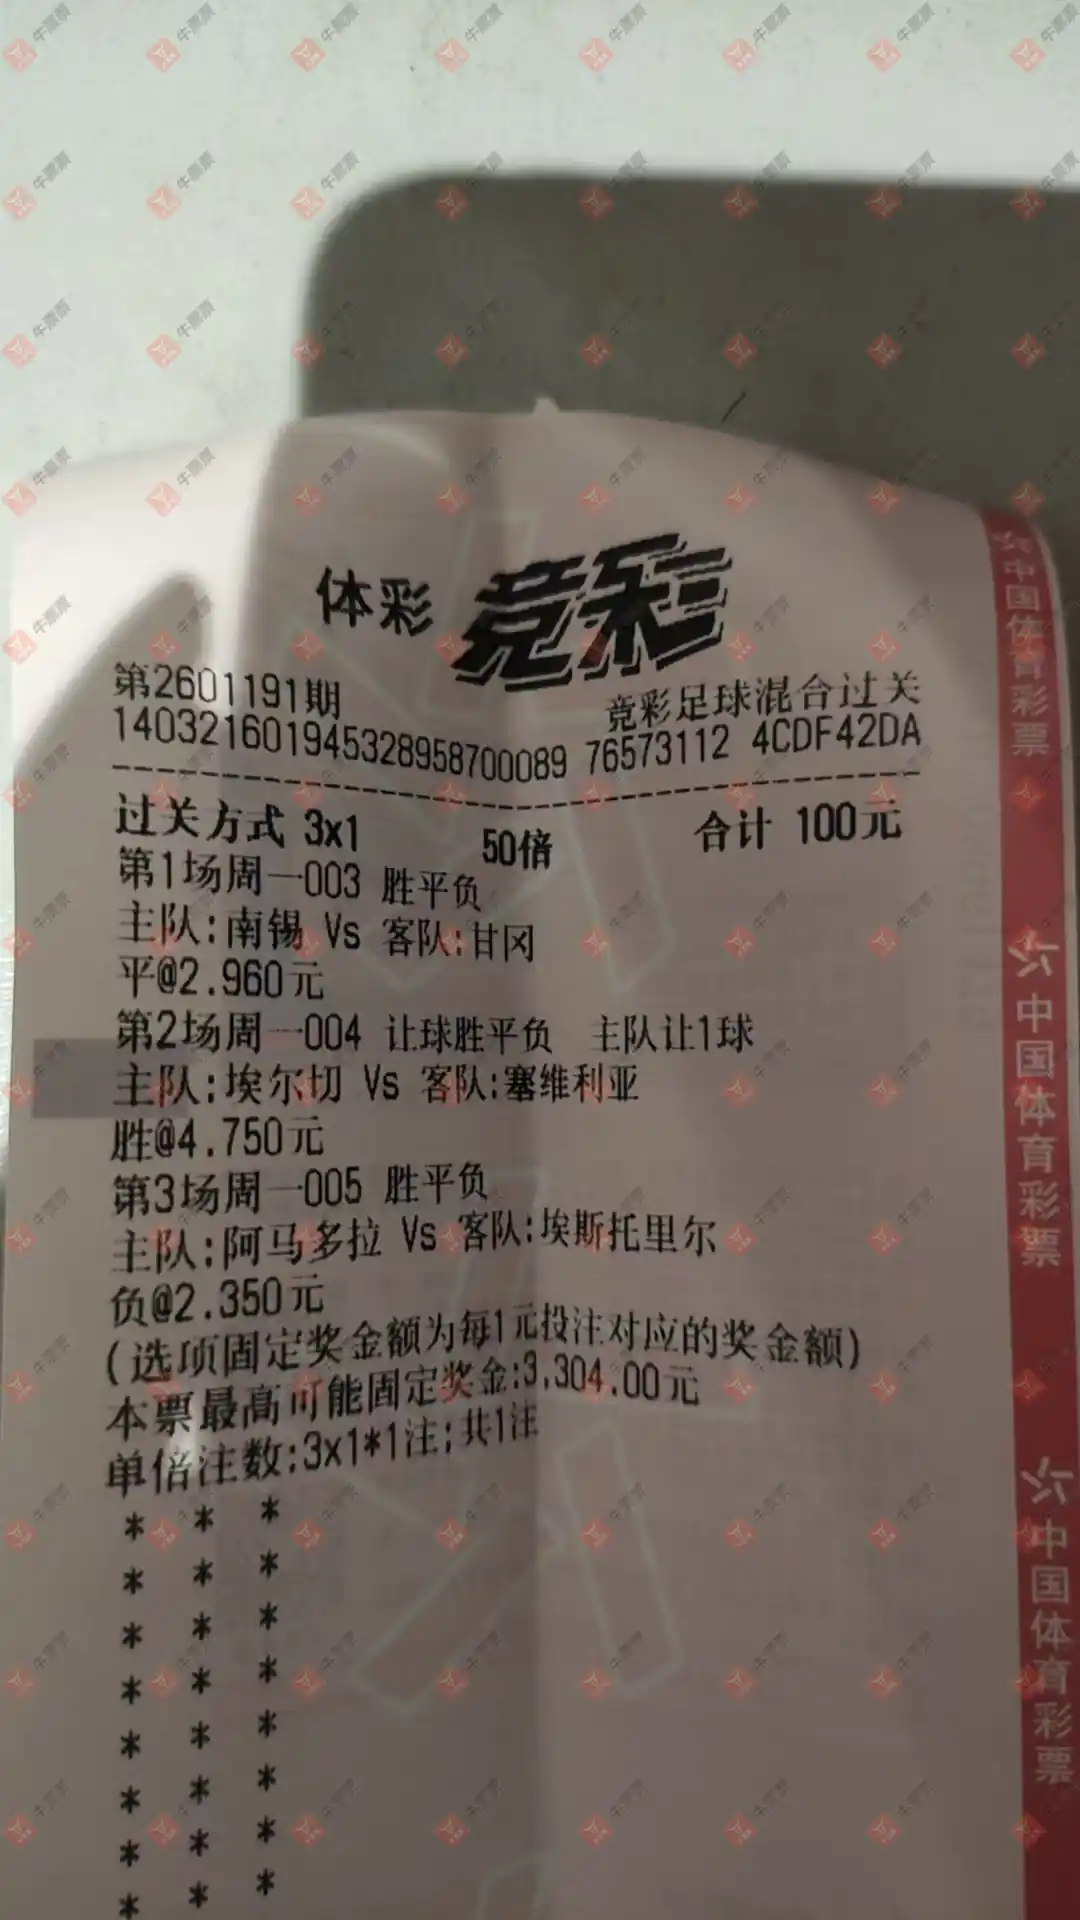 体彩 竞彩
第2601191期 竞彩足球混合过关
140321601945328958700089 76573112 4CDF42DA
过关方式 3x1 50倍 合计 100元
第1场周一003 胜平负
主队:南锡 Vs 客队:甘冈
平@2.960元
第2场周一004 让球胜平负 主队让1球
主队:埃尔切 Vs 客队:塞维利亚
胜@4.750元
第3场周一005 胜平负
主队:阿马多拉 Vs 客队:埃斯托里尔
负@2.350元
(选项固定奖金额为每1元投注对应的奖金额)
本票最高可能固定奖金:3,304.00元
单倍注数:3x1*1注;共1注
* * *
* * *
* * *
* * *
* * *
* * *
* * *
* * *
中国体育彩票
中国体育彩票
中国体育彩票
牛票票